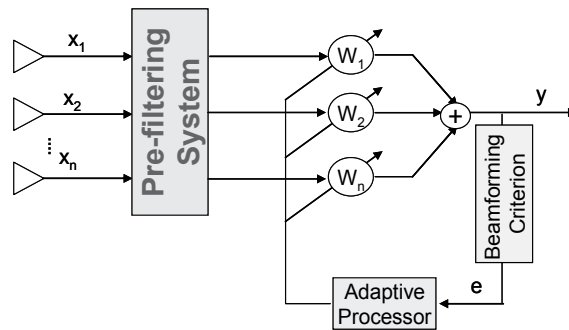 x1
x2
xn
Pre-filtering
System
W1
W2
Wn
+
y
Beamforming
Criterion
e
Adaptive
Processor